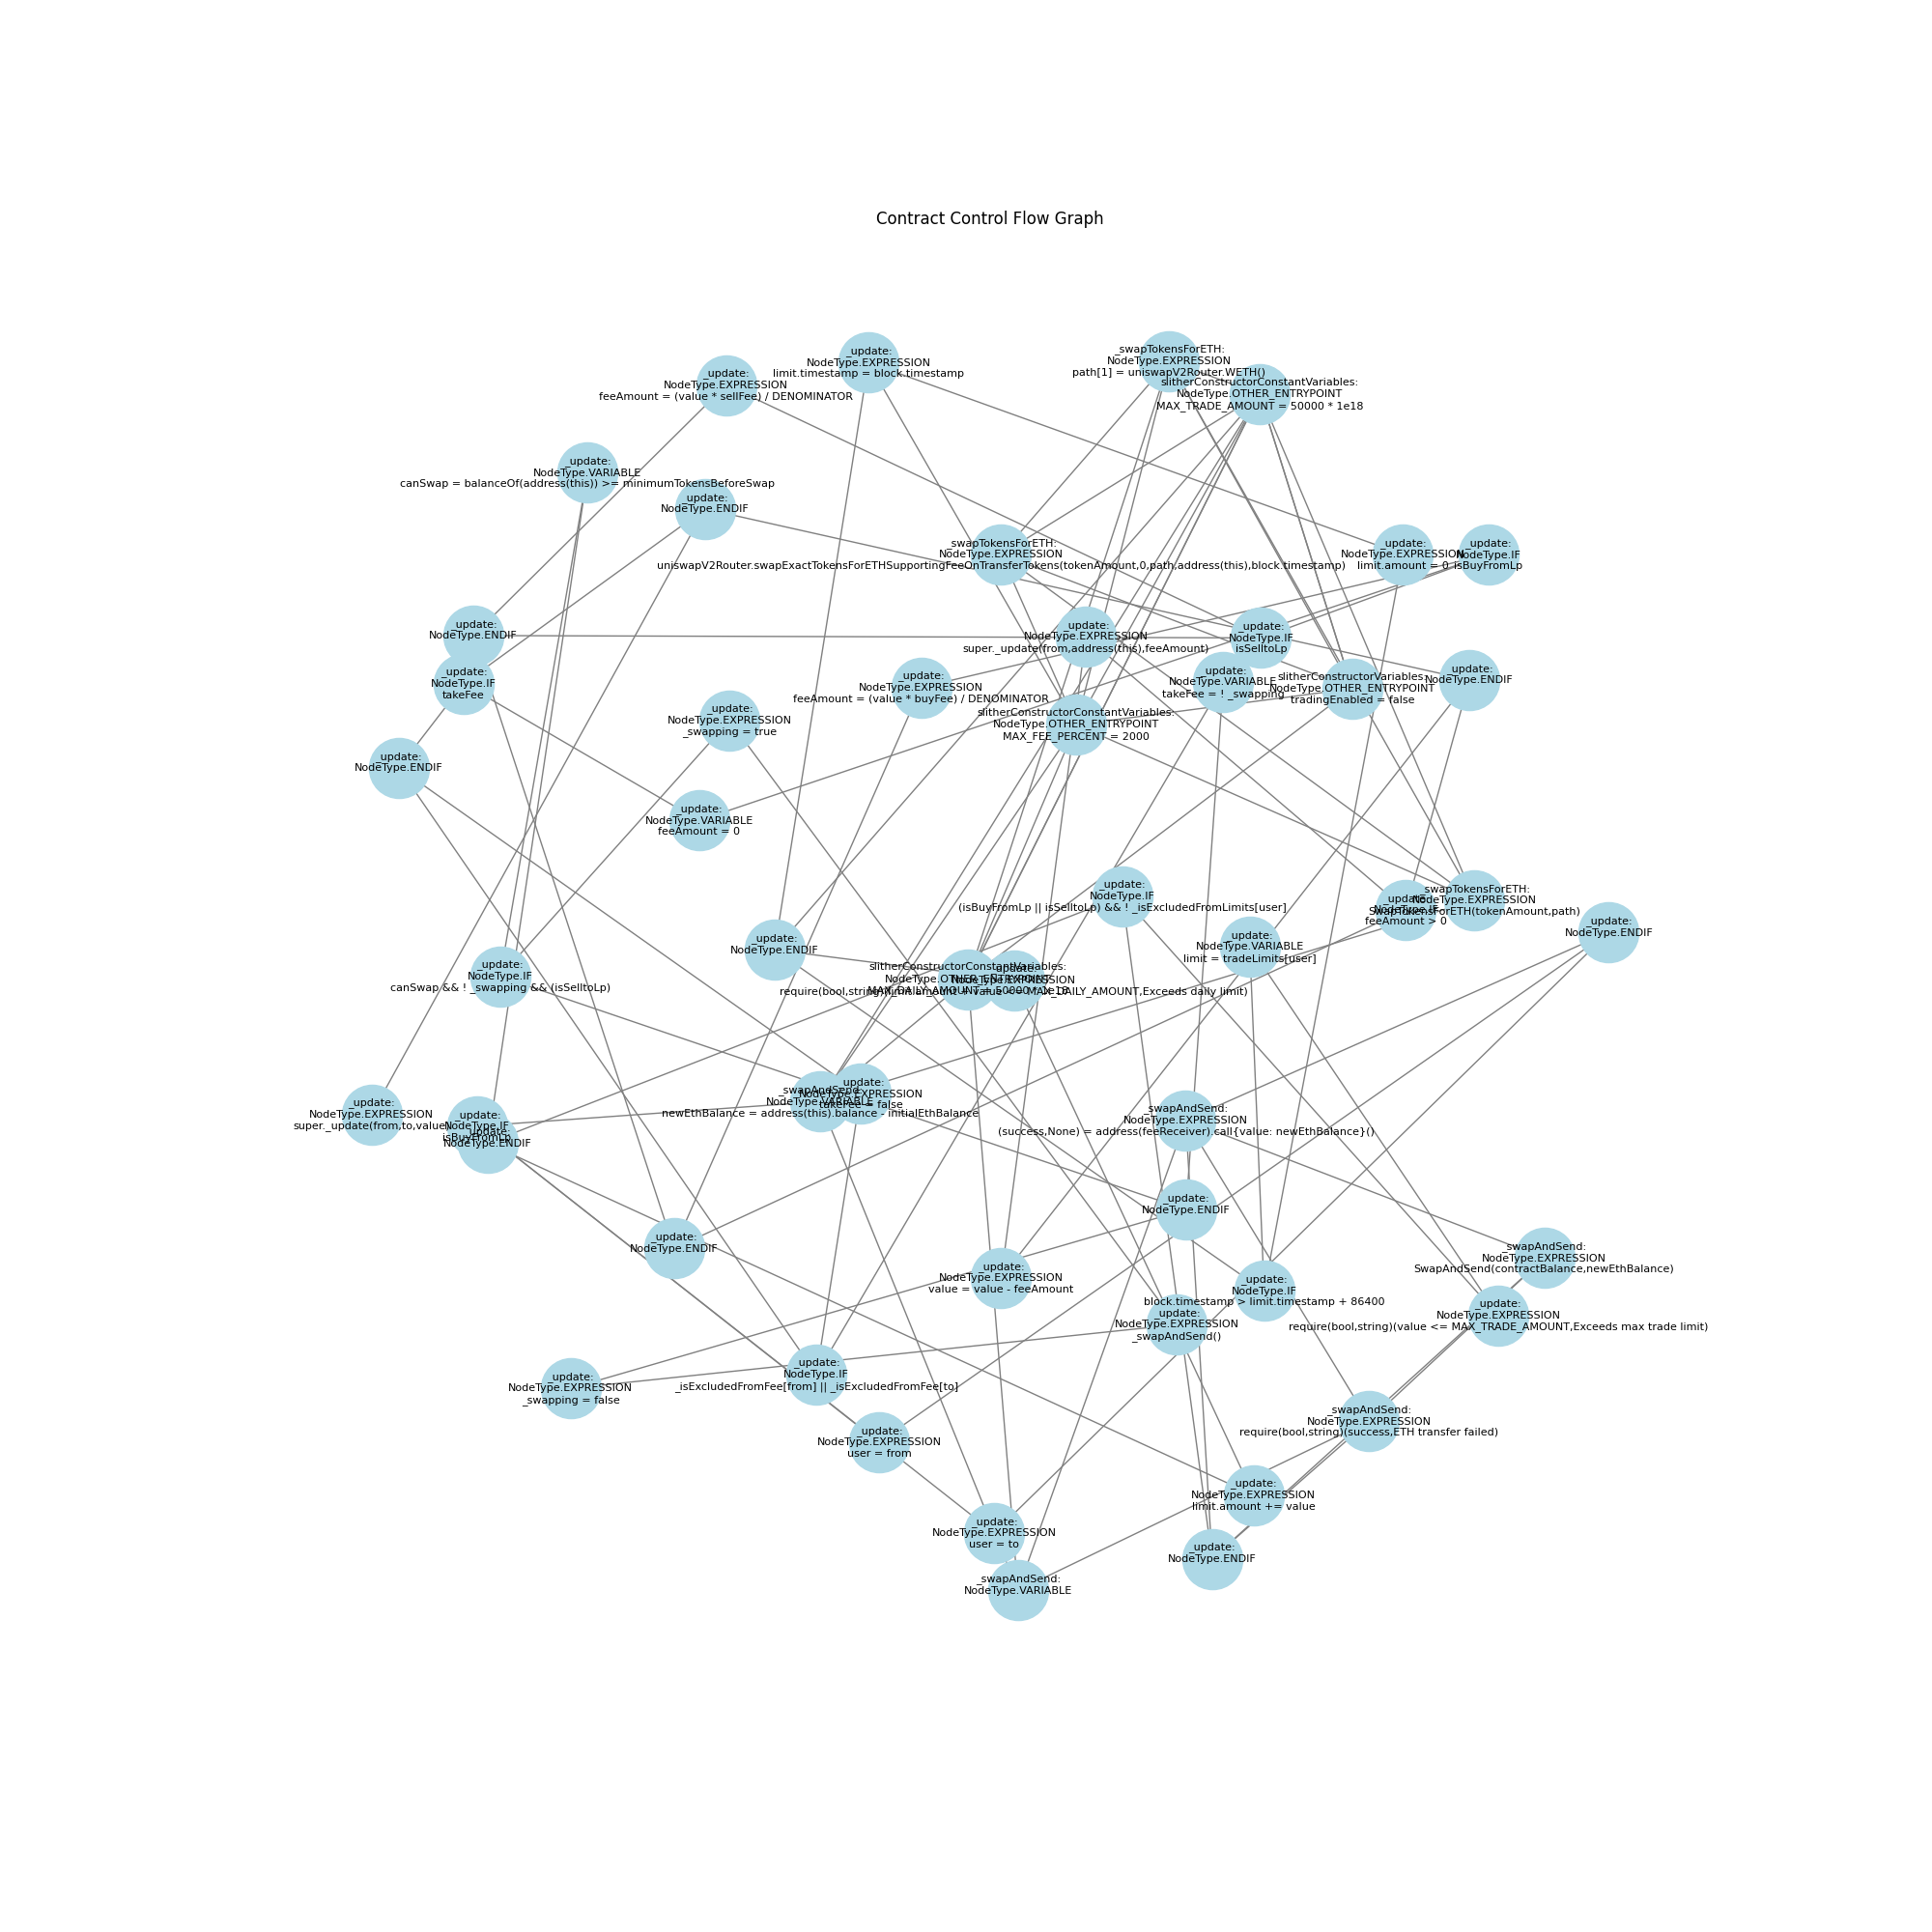 Contract Control Flow Graph
_update:
NodeType.EXPRESSION
limit.timestamp = block.timestamp
_swapTokensForETH:
NodeType.EXPRESSION
path[1] = uniswapV2Router.WETH()
_update:
NodeType.EXPRESSION
feeAmount = (value * sellFee) / DENOMINATOR
slitherConstructorConstantVariables:
NodeType.OTHER_ENTRYPOINT
MAX_TRADE_AMOUNT = 50000 * 1e18
_update:
NodeType.VARIABLE
canSwap = balanceOf(address(this)) >= minimumTokensBeforeSwap
_update:
NodeType.ENDIF
_swapTokensForETH:
NodeType.EXPRESSION
uniswapV2Router.swapExactTokensForETHSupportingFeeOnTransferTokens(tokenAmount,0,path,address(this),block.timestamp)
_update:
NodeType.EXPRESSION
limit.amount = 0
_update:
NodeType.IF
isBuyFromLp
_update:
NodeType.ENDIF
_update:
NodeType.EXPRESSION
super._update(from,address(this),feeAmount)
_update:
NodeType.IF
isSelltoLp
_update:
NodeType.IF
takeFee
_update:
NodeType.EXPRESSION
feeAmount = (value * buyFee) / DENOMINATOR
_update:
NodeType.VARIABLE
takeFee = ! _swapping
slitherConstructorVariables:
NodeType.OTHER_ENTRYPOINT
tradingEnabled = false
_update:
NodeType.ENDIF
_update:
NodeType.EXPRESSION
_swapping = true
slitherConstructorConstantVariables:
NodeType.OTHER_ENTRYPOINT
MAX_FEE_PERCENT = 2000
_update:
NodeType.ENDIF
_update:
NodeType.VARIABLE
feeAmount = 0
_update:
NodeType.IF
(isBuyFromLp || isSelltoLp) && ! _isExcludedFromLimits[user]
_swapTokensForETH:
NodeType.EXPRESSION
SwapTokensForETH(tokenAmount,path)
_update:
NodeType.IF
feeAmount > 0
_update:
NodeType.ENDIF
_update:
NodeType.ENDIF
_update:
NodeType.VARIABLE
limit = tradeLimits[user]
_update:
NodeType.IF
canSwap && ! _swapping && (isSelltoLp)
slitherConstructorConstantVariables:
NodeType.OTHER_ENTRYPOINT
MAX_DAILY_AMOUNT = 50000 * 1e18
_update:
NodeType.EXPRESSION
require(bool,string)(limit.amount + value <= MAX_DAILY_AMOUNT,Exceeds daily limit)
_swapAndSend:
NodeType.VARIABLE
newEthBalance = address(this).balance - initialEthBalance
_update:
NodeType.EXPRESSION
takeFee = false
_update:
NodeType.EXPRESSION
super._update(from,to,value)
_update:
NodeType.IF
isBuyFromLp
_update:
NodeType.ENDIF
_swapAndSend:
NodeType.EXPRESSION
(success,None) = address(feeReceiver).call{value: newEthBalance}()
_update:
NodeType.ENDIF
_update:
NodeType.ENDIF
_update:
NodeType.EXPRESSION
value = value - feeAmount
_swapAndSend:
NodeType.EXPRESSION
SwapAndSend(contractBalance,newEthBalance)
_update:
NodeType.IF
block.timestamp > limit.timestamp + 86400
_update:
NodeType.EXPRESSION
_swapAndSend()
_update:
NodeType.EXPRESSION
require(bool,string)(value <= MAX_TRADE_AMOUNT,Exceeds max trade limit)
_update:
NodeType.IF
_isExcludedFromFee[from] || _isExcludedFromFee[to]
_update:
NodeType.EXPRESSION
_swapping = false
_swapAndSend:
NodeType.EXPRESSION
require(bool,string)(success,ETH transfer failed)
_update:
NodeType.EXPRESSION
user = from
_update:
NodeType.EXPRESSION
limit.amount += value
_update:
NodeType.EXPRESSION
user = to
_update:
NodeType.ENDIF
_swapAndSend:
NodeType.VARIABLE